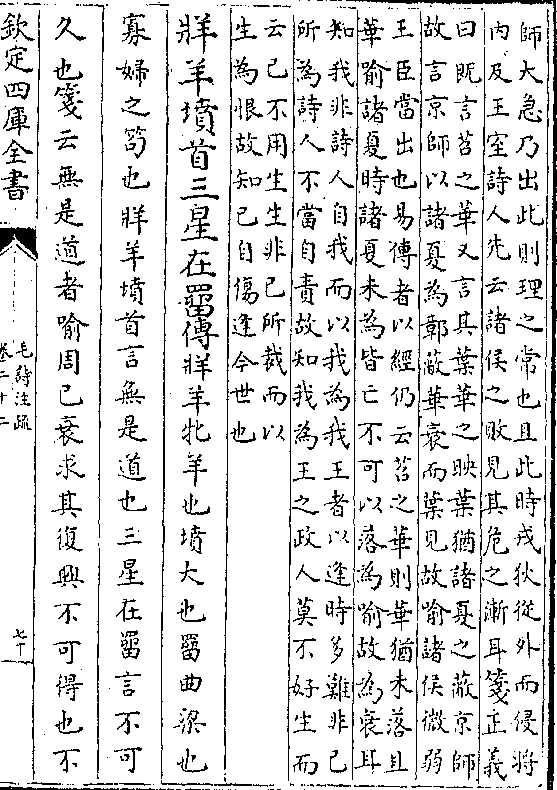 師大急乃出此則理之常也且此時戎狄從外而侵將
内及王室詩人先云諸侯之敗見其危之漸耳箋正義
曰既言苕之華又言其葉華之映葉猶諸夏之蔽京師
故言京師以諸夏為鄣蔽華衰而葉見故喻諸侯微弱
王臣當出也易傳者以經仍云苕之華則華猶未落且
華喻諸夏時諸夏未為皆亡不可以落為喻故為衰耳
知我非詩人自我而以我為我王者以逢時多難非己
所為詩人不當自責故知我為王之政人莫不好生而
云已不用生生非已所裁而以
生為恨故知已自傷逢今世也
牂羊墳首三星在罶傳牂羊牝羊也墳大也罶曲梁也
寡婦之笱也牂羊墳首言無是道也三星在罶言不可
久也箋云無是道者喻周已衰求其復興不可得也不
欽定四庫全書
毛詩注疏
卷二十二
七十